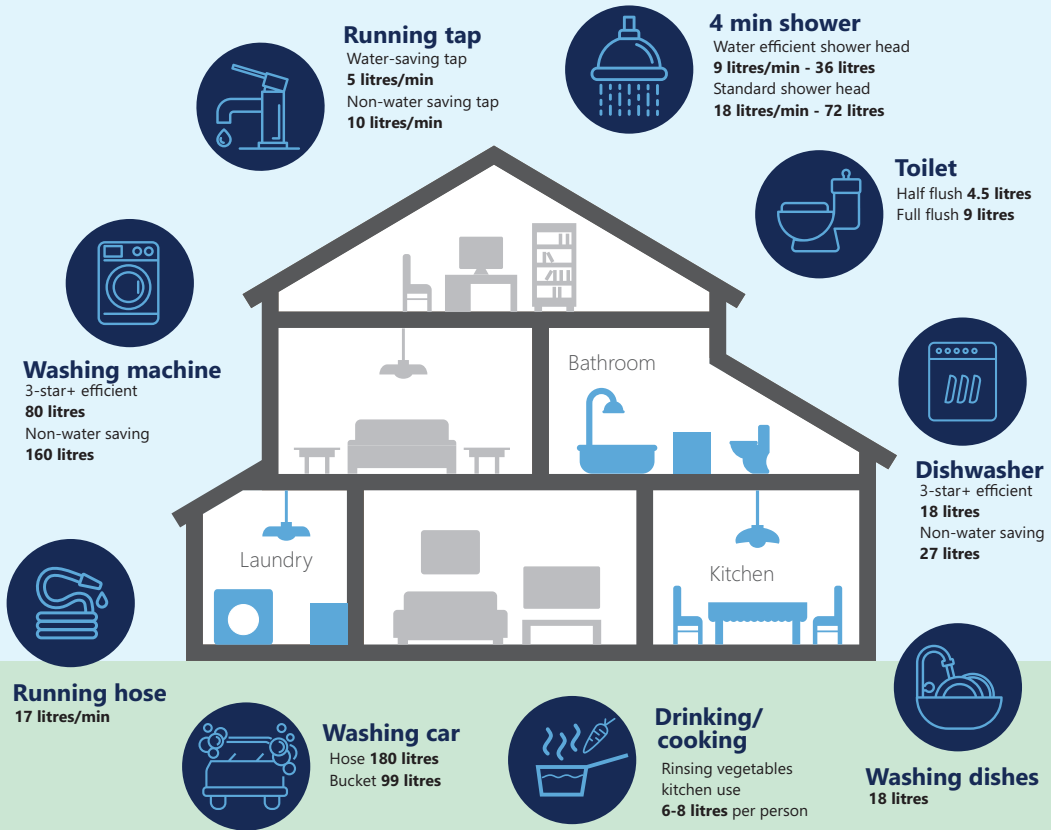 Running tap
Water-saving tap
5 litres/min
Non-water saving tap
10 litres/min
4 min shower
Water efficient shower head
9 litres/min - 36 litres
Standard shower head
18 litres/min - 72 litres
Toilet
Half flush 4.5 litres
Full flush 9 litres
Washing machine
3-star+ efficient
80 litres
Non-water saving
160 litres
Bathroom
Dishwasher
3-star+ efficient
18 litres
Non-water saving
27 litres
Laundry
Kitchen
Running hose
17 litres/min
Washing car
Hose 180 litres
Bucket 99 litres
Drinking/
cooking
Rinsing vegetables
kitchen use
6-8 litres per person
Washing dishes
18 litres